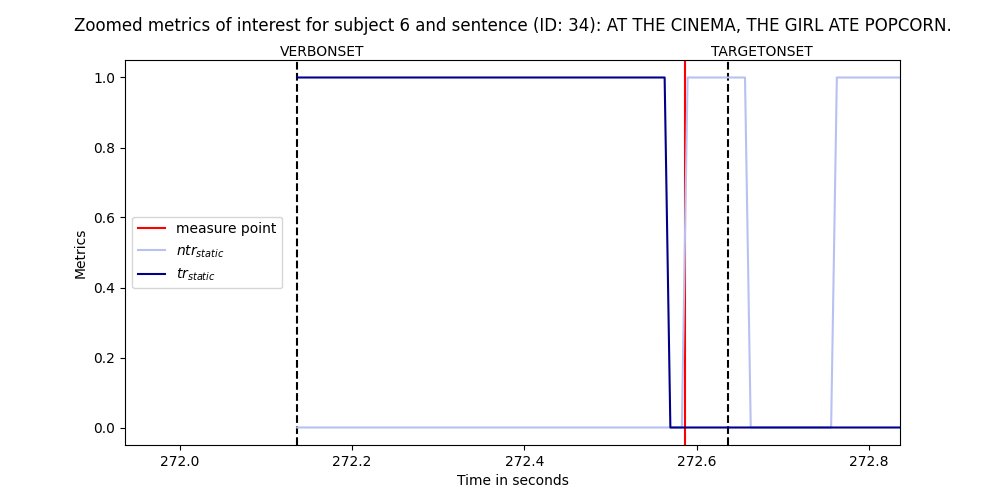 Zoomed metrics of interest for subject 6 and sentence (ID: 34): AT THE CINEMA, THE GIRL ATE POPCORN.
VERBONSET TARGETONSET
1.0
0.8
0.6
0.4
0.2
0.0
Metrics
measure point
ntr_static
tr_static
272.0 272.2 272.4 272.6 272.8
Time in seconds